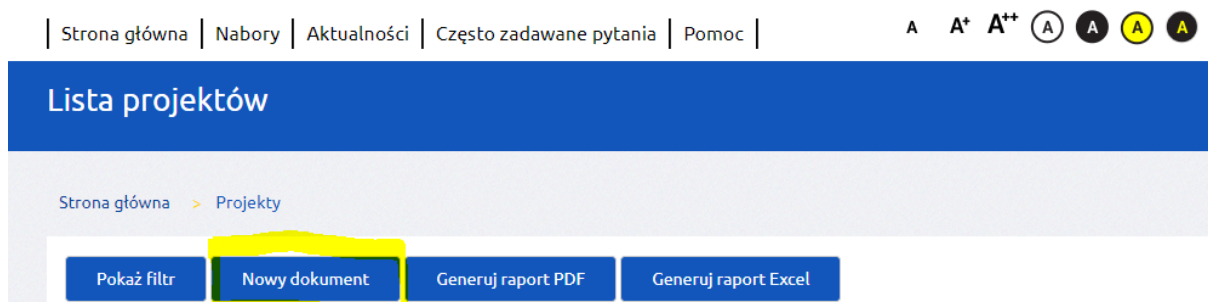 Strona główna | Nabory | Aktualności | Często zadawane pytania | Pomoc | A A+ A++ A A A A
Lista projektów
Strona główna > Projekty
Pokaż filtr Nowy dokument Generuj raport PDF Generuj raport Excel